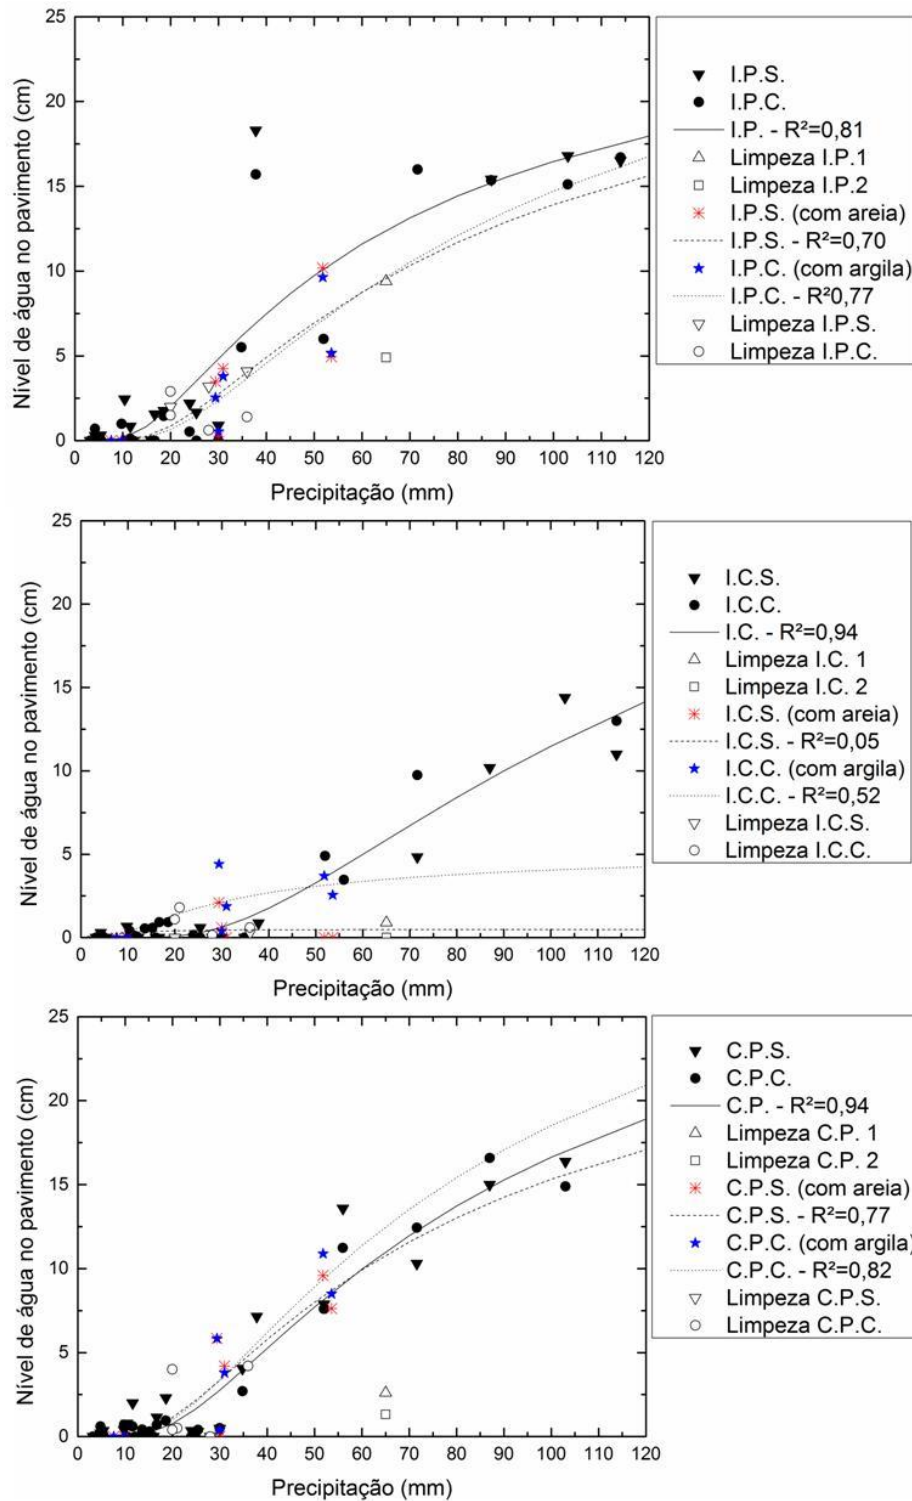 25
20
15
10
5
0
Nível de água no pavimento (cm)
0 10 20 30 40 50 60 70 80 90 100 110 120
Precipitação (mm)
I.P.S.
I.P.C.
I.P. - R²=0,81
Limpeza I.P.1
Limpeza I.P.2
I.P.S. (com areia)
I.P.S. - R²=0,70
I.P.C. (com argila)
I.P.C. - R²0,77
Limpeza I.P.S.
Limpeza I.P.C.
25
20
15
10
5
0
Nível de água no pavimento (cm)
0 10 20 30 40 50 60 70 80 90 100 110 120
Precipitação (mm)
I.C.S.
I.C.C.
I.C. - R²=0,94
Limpeza I.C. 1
Limpeza I.C. 2
I.C.S. (com areia)
I.C.S. - R²=0,05
I.C.C. (com argila)
I.C.C. - R²=0,52
Limpeza I.C.S.
Limpeza I.C.C.
25
20
15
10
5
0
Nível de água no pavimento (cm)
0 10 20 30 40 50 60 70 80 90 100 110 120
Precipitação (mm)
C.P.S.
C.P.C.
C.P. - R²=0,94
Limpeza C.P. 1
Limpeza C.P. 2
C.P.S. (com areia)
C.P.S. - R²=0,77
C.P.C. (com argila)
C.P.C. - R²=0,82
Limpeza C.P.S.
Limpeza C.P.C.